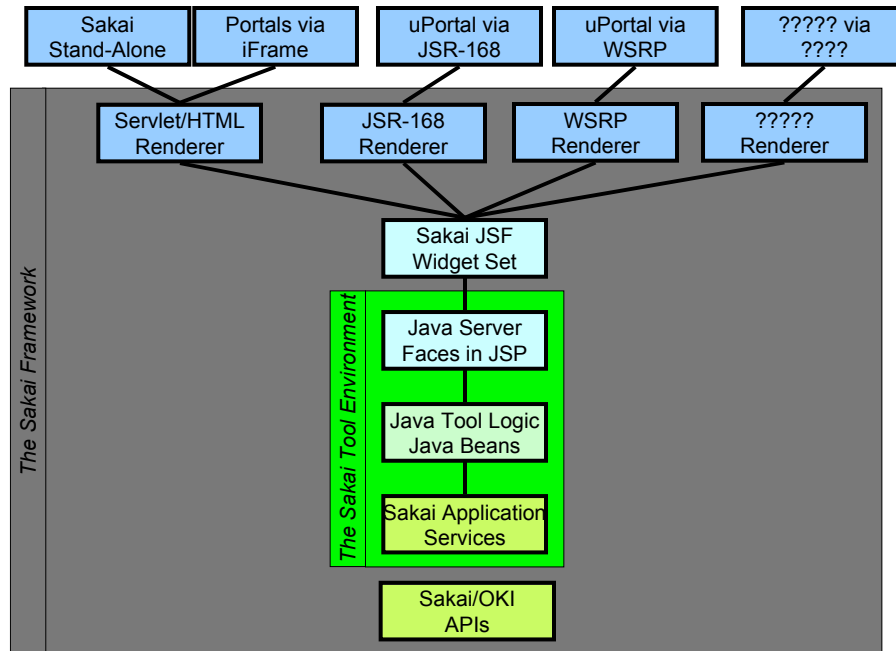 Sakai
Stand-Alone
Portals via
iFrame
uPortal via
JSR-168
uPortal via
WSRP
????? via
????
Servlet/HTML
Renderer
JSR-168
Renderer
WSRP
Renderer
?????
Renderer
Sakai JSF
Widget Set
Java Server
Faces in JSP
Java Tool Logic
Java Beans
Sakai Application
Services
Sakai/OKI
APIs
The Sakai Framework
The Sakai Tool Environment